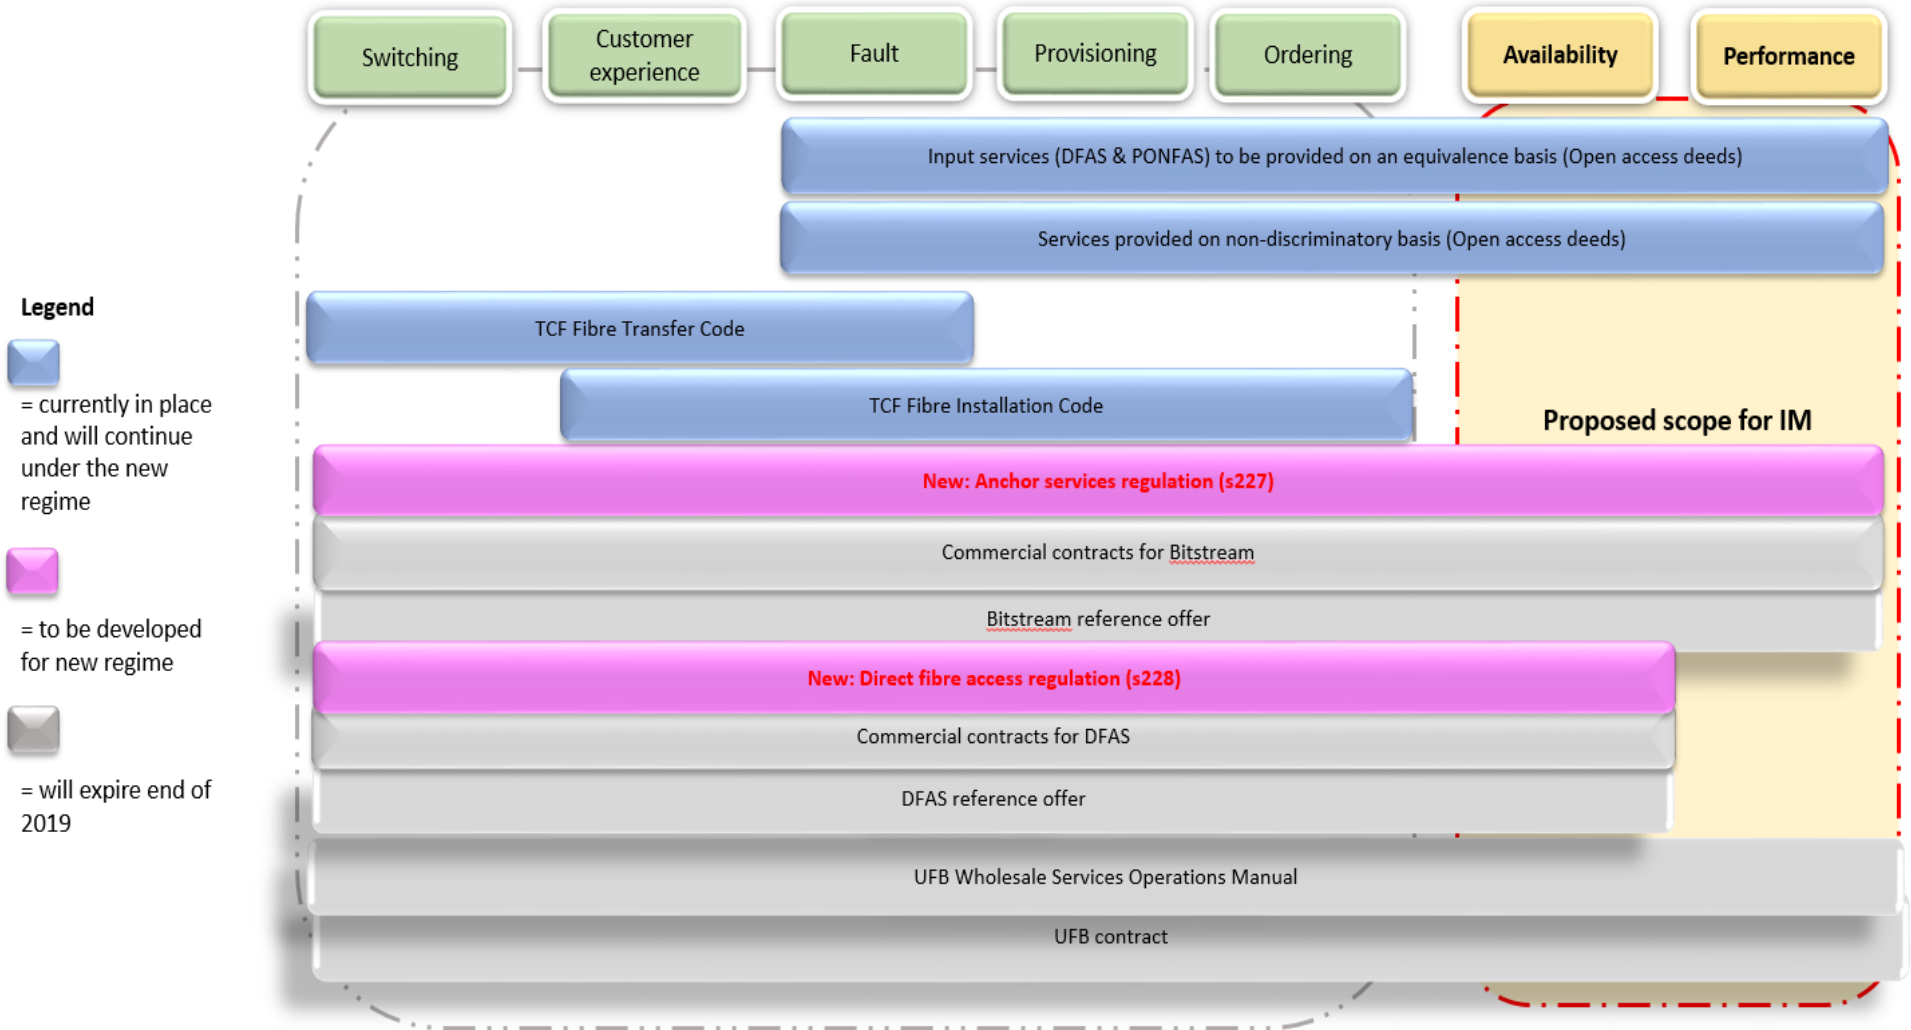 Switching
Customer
experience
Fault
Provisioning
Ordering
Availability
Performance
Input services (DFAS & PONFAS) to be provided on an equivalence basis (Open access deeds)
Services provided on non-discriminatory basis (Open access deeds)
Legend
= currently in place
and will continue
under the new
regime
= to be developed
for new regime
= will expire end of
2019
TCF Fibre Transfer Code
TCF Fibre Installation Code
Proposed scope for IM
New: Anchor services regulation (s227)
Commercial contracts for Bitstream
Bitstream reference offer
New: Direct fibre access regulation (s228)
Commercial contracts for DFAS
DFAS reference offer
UFB Wholesale Services Operations Manual
UFB contract